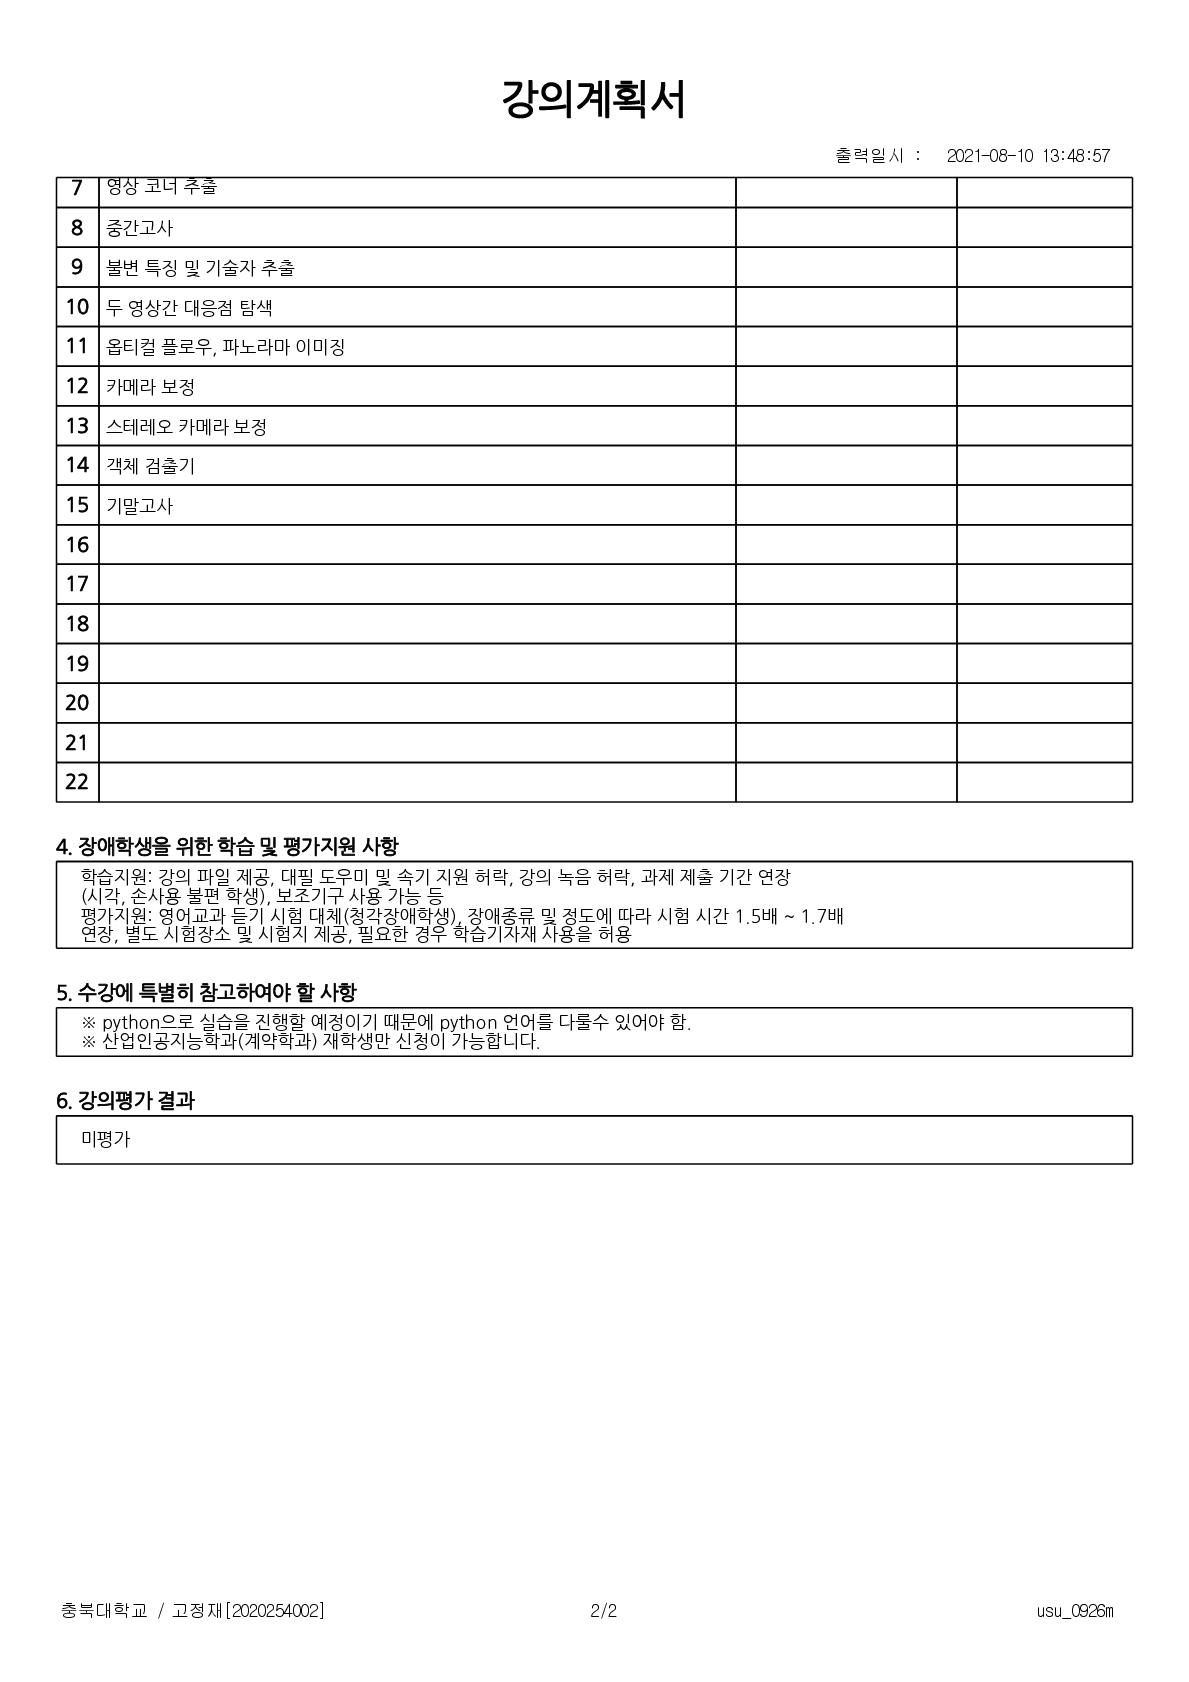 강의계획서
출력일시 : 2021-08-10 13:48:57
7 영상 코너 추출
8 중간고사
9 불변 특징 및 기술자 추출
10 두 영상간 대응점 탐색
11 옵티컬 플로우, 파노라마 이미징
12 카메라 보정
13 스테레오 카메라 보정
14 객체 검출기
15 기말고사
16
17
18
19
20
21
22
4. 장애학생을 위한 학습 및 평가지원 사항
학습지원: 강의 파일 제공, 대필 도우미 및 속기 지원 허락, 강의 녹음 허락, 과제 제출 기간 연장
(시각, 손사용 불편 학생), 보조기구 사용 가능 등
평가지원: 영어교과 듣기 시험 대체(청각장애학생), 장애종류 및 정도에 따라 시험 시간 1.5배 ~ 1.7배
연장, 별도 시험장소 및 시험지 제공, 필요한 경우 학습기자재 사용을 허용
5. 수강에 특별히 참고하여야 할 사항
※ python으로 실습을 진행할 예정이기 때문에 python 언어를 다룰수 있어야 함.
※ 산업인공지능학과(계약학과) 재학생만 신청이 가능합니다.
6. 강의평가 결과
미평가
충북대학교 / 고정재[2020254002] 2/2 usu_0926m